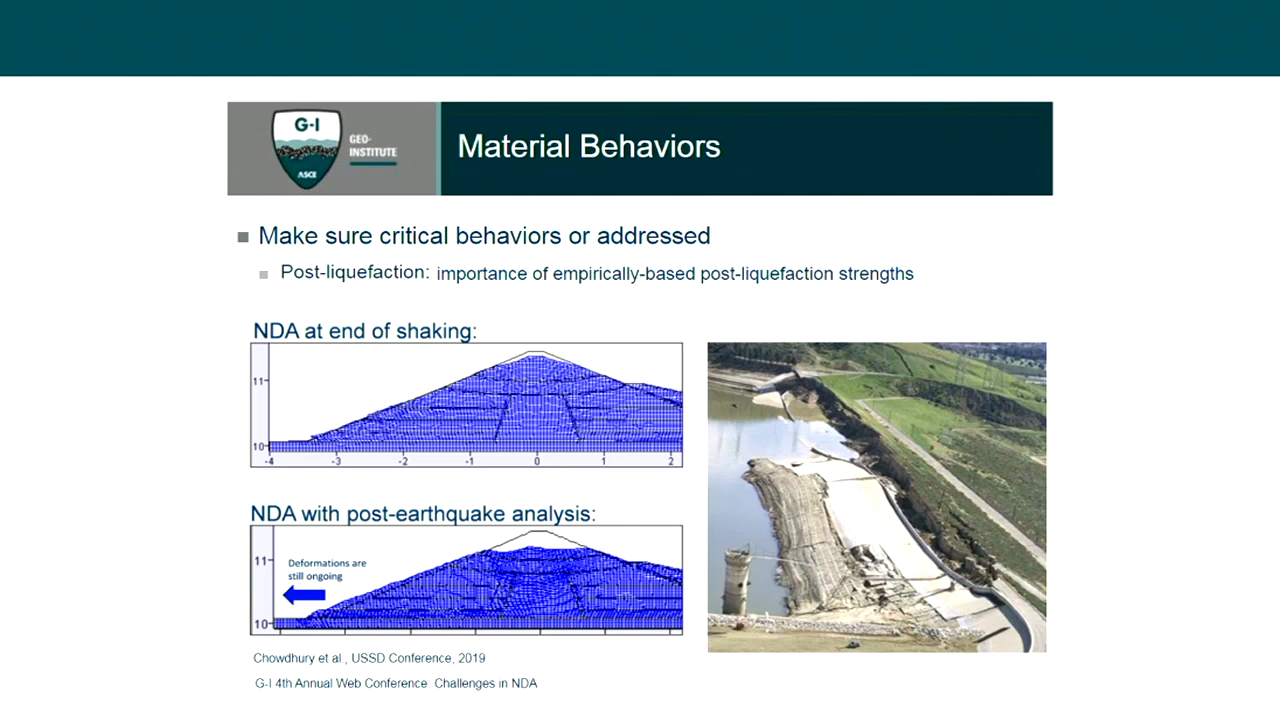 G-I
GEO-
INSTITUTE
ASCE
Material Behaviors
Make sure critical behaviors or addressed
Post-liquefaction: importance of empirically-based post-liquefaction strengths
NDA at end of shaking:
11
10
-4 -3 -2 -1 0 1 2
NDA with post-earthquake analysis:
11
Deformations are
still ongoing
10
Chowdhury et al., USSD Conference, 2019
G-I 4th Annual Web Conference: Challenges in NDA